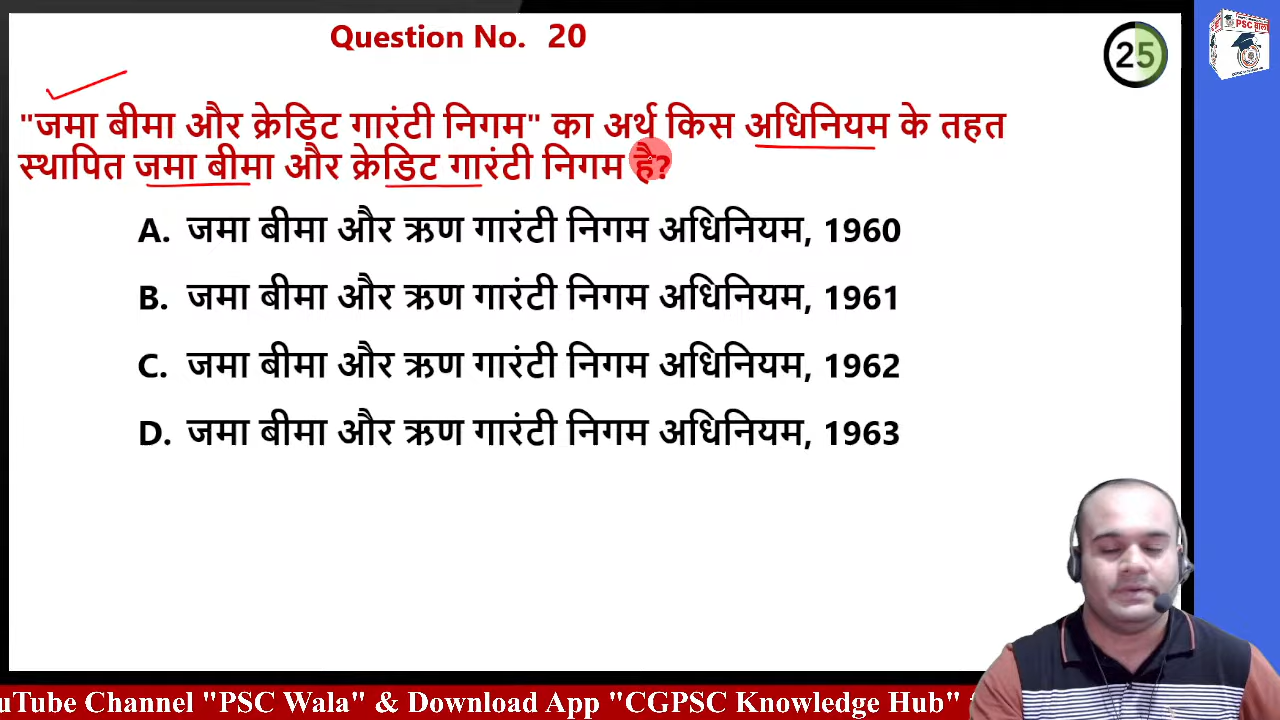 Question No. 20
25
PSC वाला
"जमा बीमा और क्रेडिट गारंटी निगम" का अर्थ किस अधिनियम के तहत
स्थापित जमा बीमा और क्रेडिट गारंटी निगम है?
A. जमा बीमा और ऋण गारंटी निगम अधिनियम, 1960
B. जमा बीमा और ऋण गारंटी निगम अधिनियम, 1961
C. जमा बीमा और ऋण गारंटी निगम अधिनियम, 1962
D. जमा बीमा और ऋण गारंटी निगम अधिनियम, 1963
uTube Channel "PSC Wala" & Download App "CGPSC Knowledge Hub"